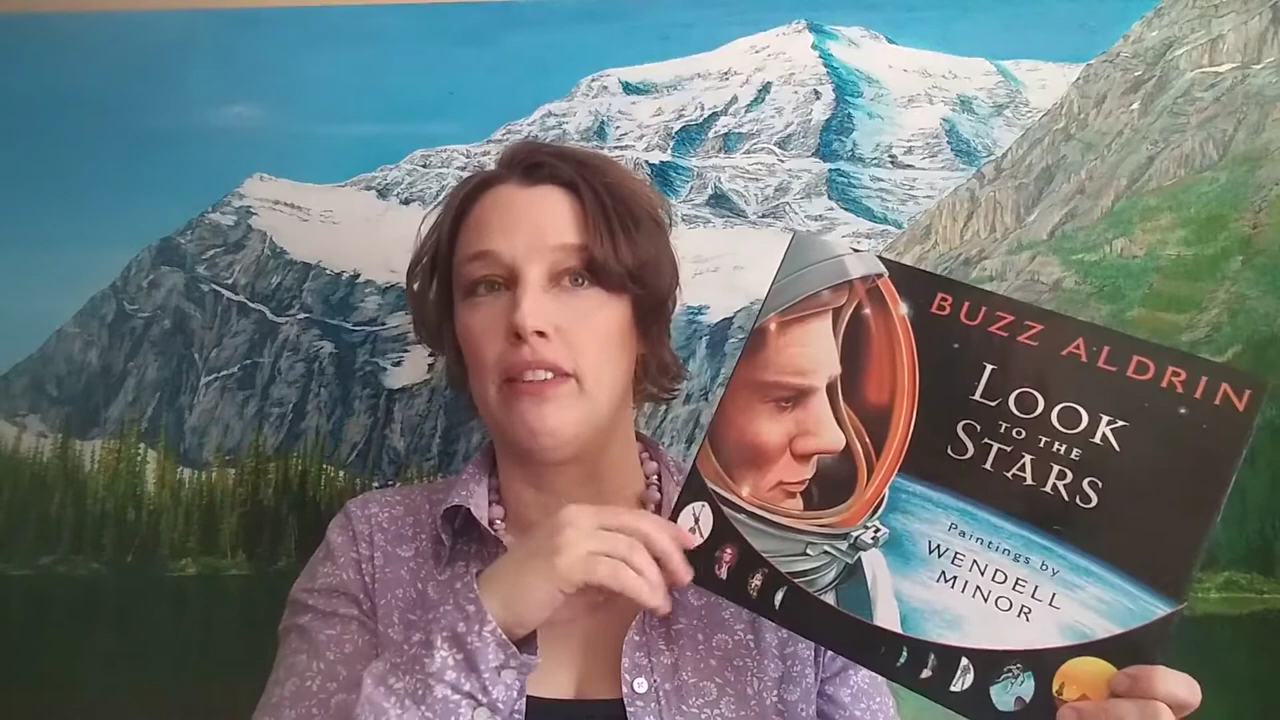 BUZZ ALDRIN
LOOK
TO THE
STARS
Paintings by
WENDELL
MINOR